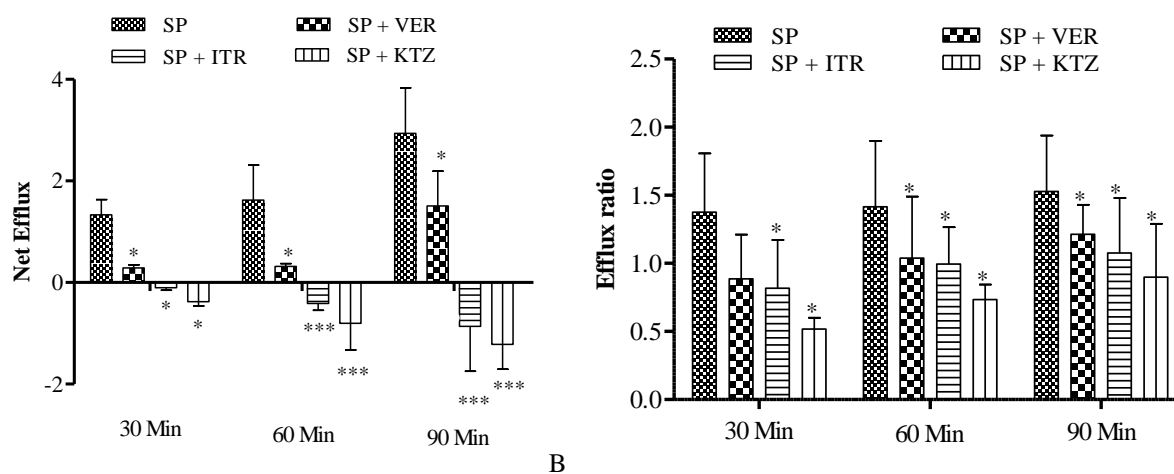 SP
SP + VER
SP + ITR
SP + KTZ
4
2
0
-2
Net Efflux
*
*
*
*
*
***
***
***
***
30 Min
60 Min
90 Min
B
SP
SP + VER
SP + ITR
SP + KTZ
2.5
2.0
1.5
1.0
0.5
0.0
Efflux ratio
*
*
*
*
*
*
*
*
30 Min
60 Min
90 Min